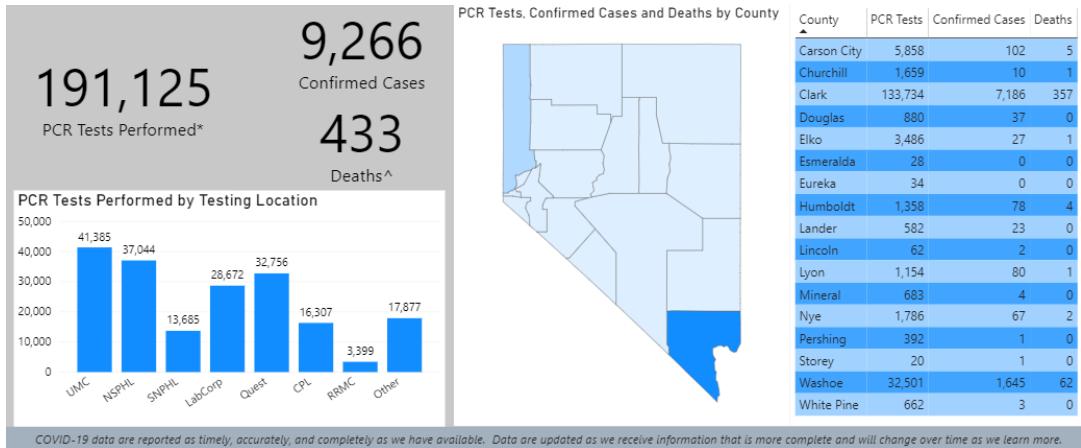 191,125
PCR Tests Performed*
9,266
Confirmed Cases
433
Deaths^
PCR Tests Performed by Testing Location
50,000
40,000
30,000
20,000
10,000
0
41,385
37,044
13,685
28,672
32,756
16,307
3,399
17,877
UMC
NSPHL
SNPHL
LabCorp
Quest
CPL
RRMC
Other
PCR Tests, Confirmed Cases and Deaths by County
County PCR Tests Confirmed Cases Deaths
Carson City 5,858 102 5
Churchill 1,659 10 1
Clark 133,734 7,186 357
Douglas 880 37 0
Elko 3,486 27 1
Esmeralda 28 0 0
Eureka 34 0 0
Humboldt 1,358 78 4
Lander 582 23 0
Lincoln 62 2 0
Lyon 1,154 80 1
Mineral 683 4 0
Nye 1,786 67 2
Pershing 392 1 0
Storey 20 1 0
Washoe 32,501 1,645 62
White Pine 662 3 0
COVID-19 data are reported as timely, accurately, and completely as we have available. Data are updated as we receive information that is more complete and will change over time as we learn more.